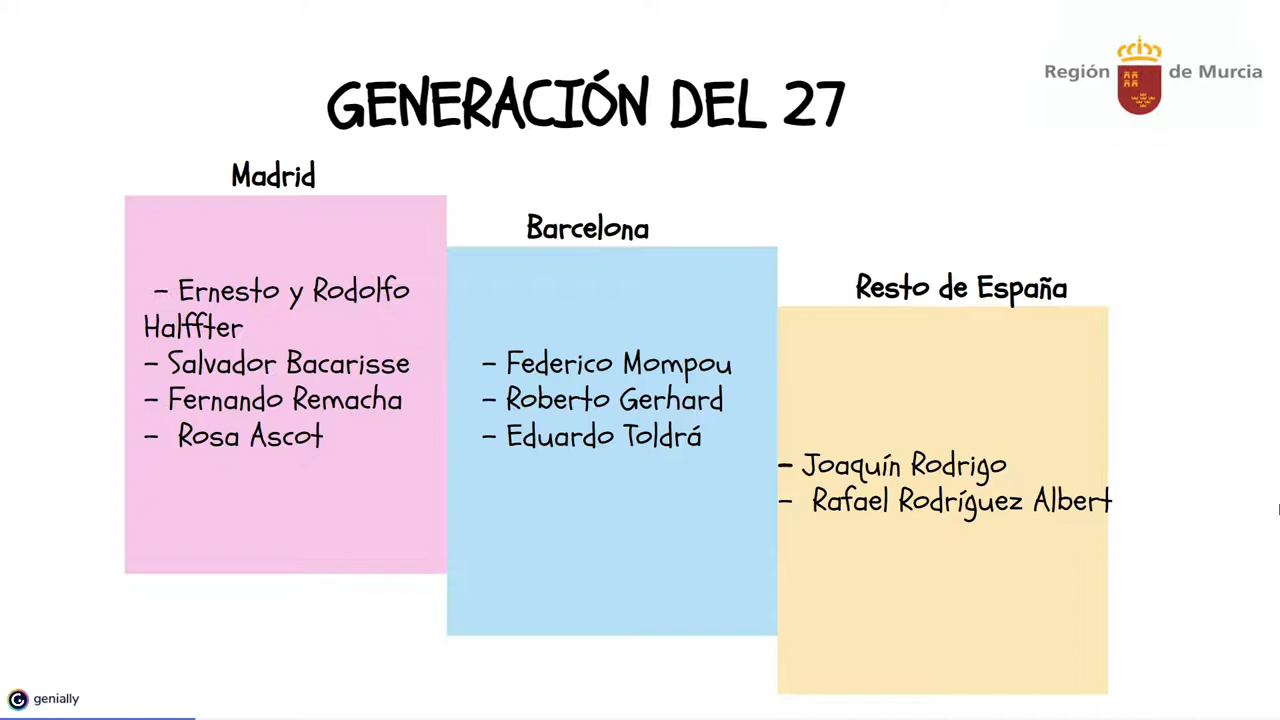 Región de Murcia
GENERACIÓN DEL 27
Madrid
- Ernesto y Rodolfo
Halffter
- Salvador Bacarisse
- Fernando Remacha
- Rosa Ascot
Barcelona
- Federico Mompou
- Roberto Gerhard
- Eduardo Toldrá
Resto de España
- Joaquín Rodrigo
- Rafael Rodríguez Albert
genially